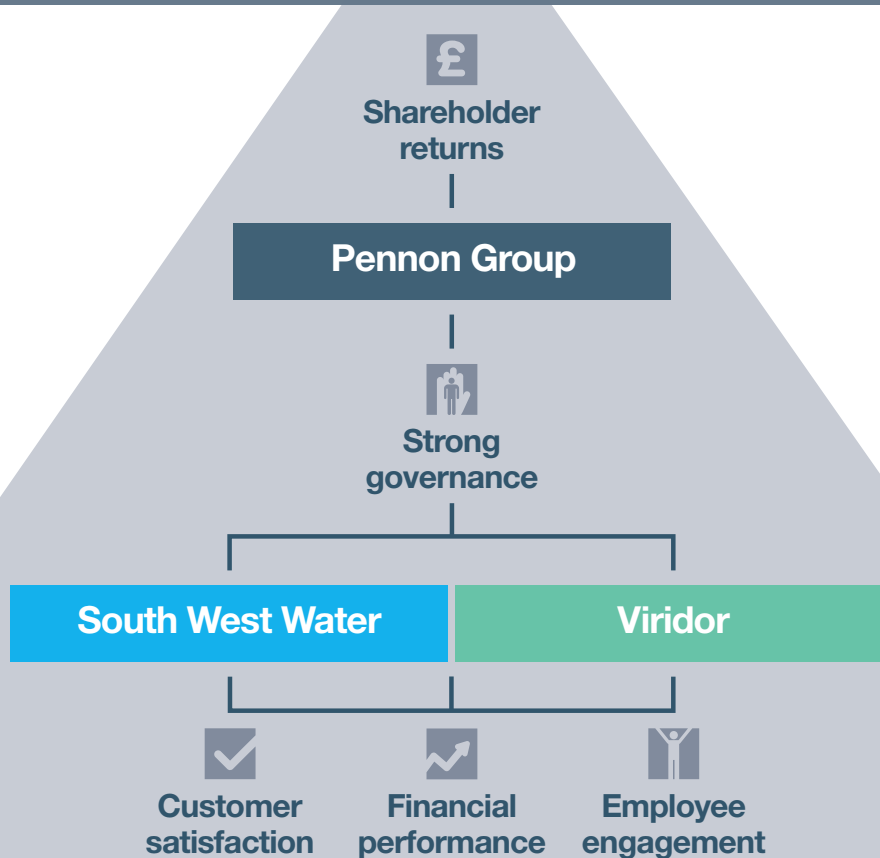 £
Shareholder
returns
Pennon Group
Strong
governance
South West Water
Viridor
Customer
satisfaction
Financial
performance
Employee
engagement